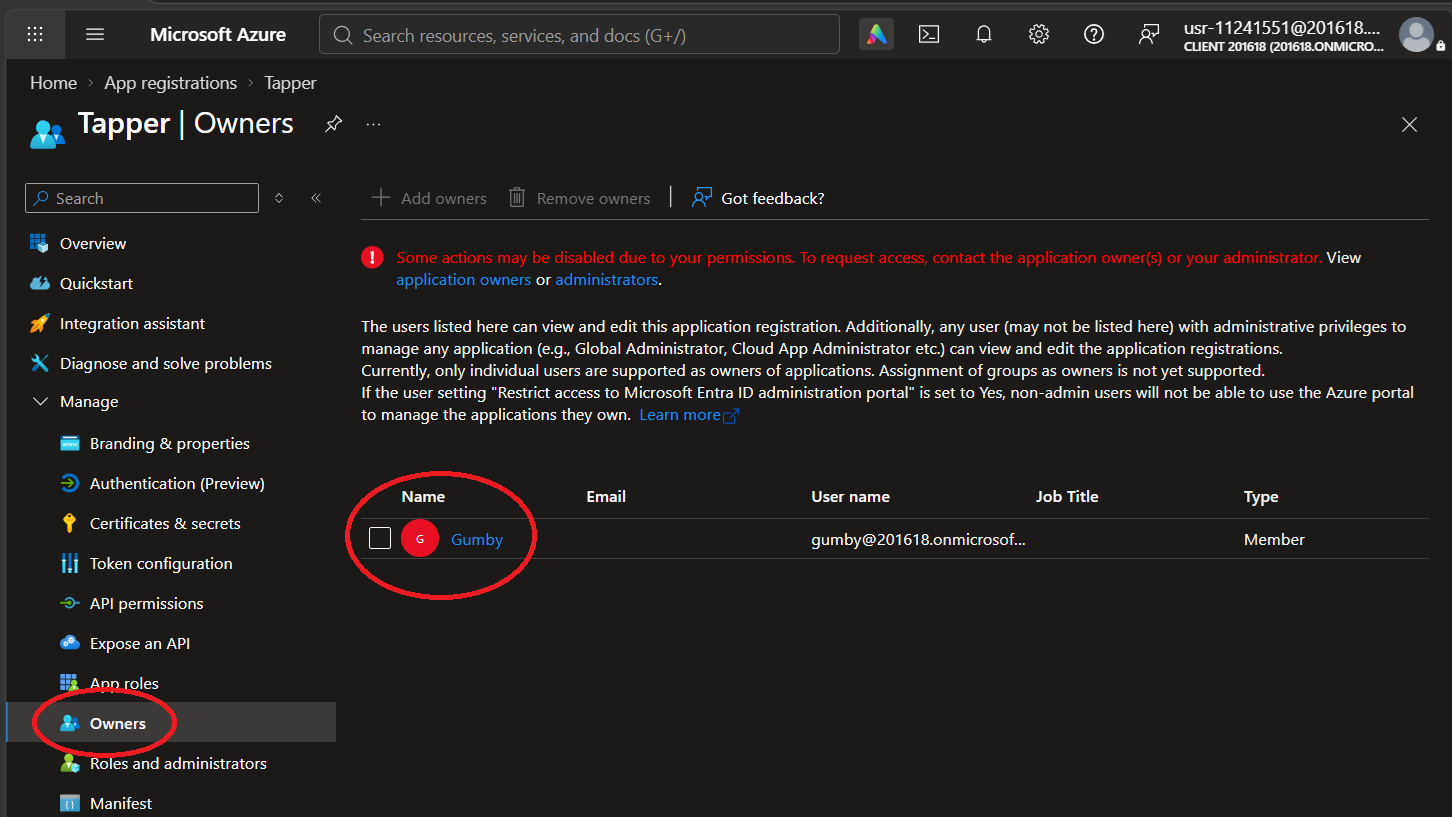 Microsoft Azure
Search resources, services, and docs (G+/)
usr-11241551@201618....
CLIENT 201618 (201618.ONMICRO...
Home > App registrations > Tapper
Tapper | Owners
...
Search
Add owners
Remove owners
Got feedback?
Overview
Quickstart
Integration assistant
Diagnose and solve problems
Manage
Branding & properties
Authentication (Preview)
Certificates & secrets
Token configuration
API permissions
Expose an API
App roles
Owners
Roles and administrators
Manifest
Some actions may be disabled due to your permissions. To request access, contact the application owner(s) or your administrator. View
application owners or administrators.
The users listed here can view and edit this application registration. Additionally, any user (may not be listed here) with administrative privileges to
manage any application (e.g., Global Administrator, Cloud App Administrator etc.) can view and edit the application registrations.
Currently, only individual users are supported as owners of applications. Assignment of groups as owners is not yet supported.
If the user setting "Restrict access to Microsoft Entra ID administration portal" is set to Yes, non-admin users will not be able to use the Azure portal
to manage the applications they own. Learn more
Name Email User name Job Title Type
G Gumby gumby@201618.onmicrosof... Member